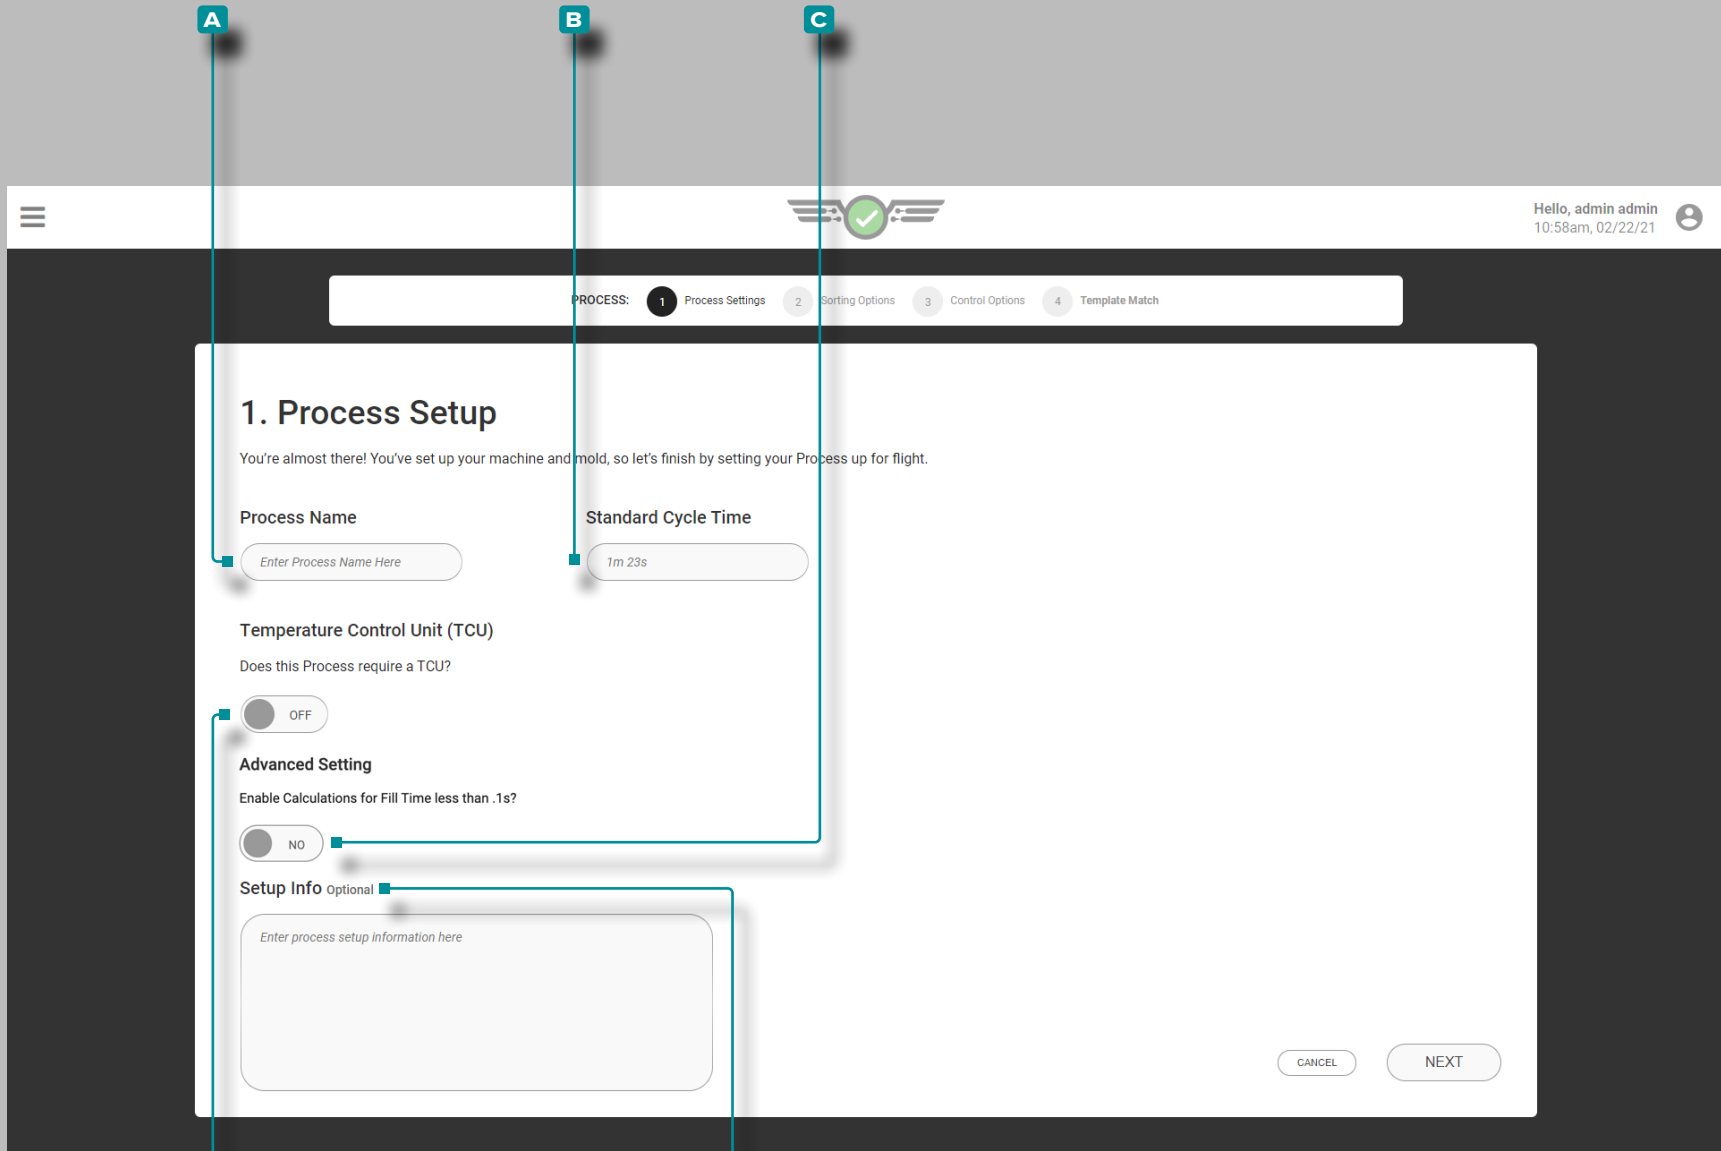 A B C
Hello, admin admin
10:58am, 02/22/21
PROCESS: 1 Process Settings 2 Sorting Options 3 Control Options 4 Template Match
1. Process Setup
You're almost there! You've set up your machine and mold, so let's finish by setting your Process up for flight.
Process Name Standard Cycle Time
Enter Process Name Here 1m 23s
Temperature Control Unit (TCU)
Does this Process require a TCU?
OFF
Advanced Setting
Enable Calculations for Fill Time less than .1s?
NO
Setup Info Optional
Enter process setup information here
CANCEL NEXT